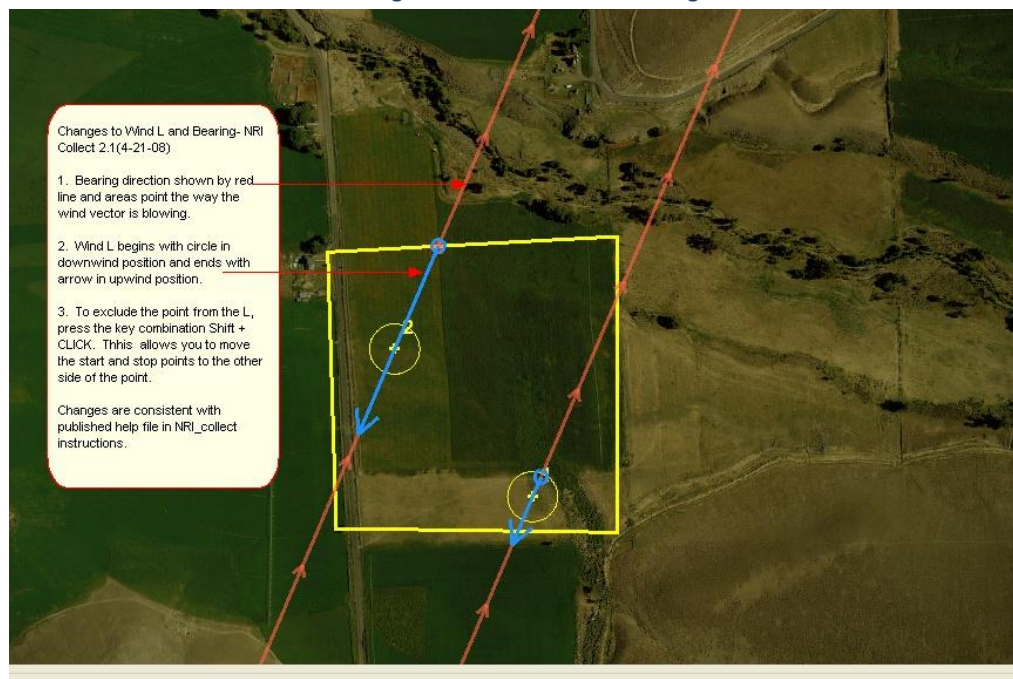 Changes to Wind L and Bearing- NRI
Collect 2.1(4-21-08)
1. Bearing direction shown by red
line and areas point the way the
wind vector is blowing.
2. Wind L begins with circle in
downwind position and ends with
arrow in upwind position.
3. To exclude the point from the L,
press the key combination Shift +
CLICK. Thhis allows you to move
the start and stop points to the other
side of the point.
Changes are consistent with
published help file in NRI_collect
instructions.
2